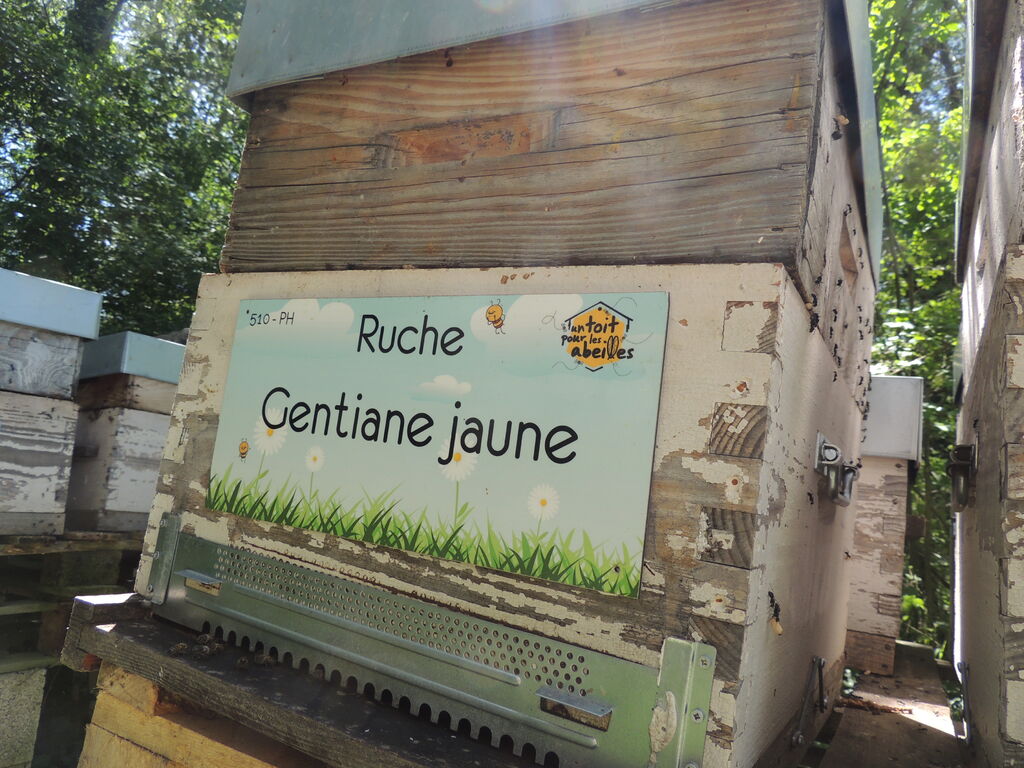 510 - PH
Ruche
Gentiane jaune
un toit
pour les
abeilles